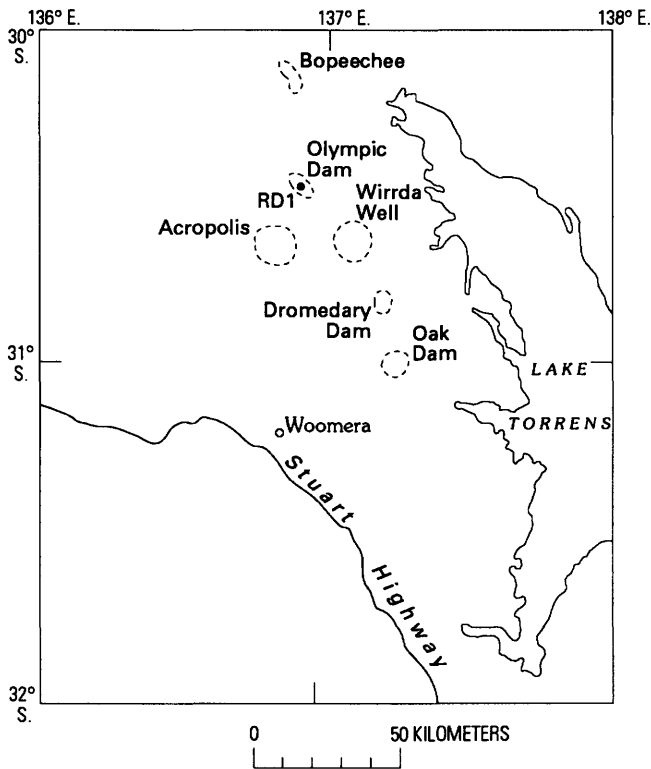 136° E.
137° E.
138° E.
30°
S.
Bopeechee
Olympic
Dam
RD1
Wirrda
Well
Acropolis
Dromedary
Dam
Oak
Dam
31°
S.
LAKE
TORRENS
Woomera
Stuart
Highway
32°
S.
0 50 KILOMETERS